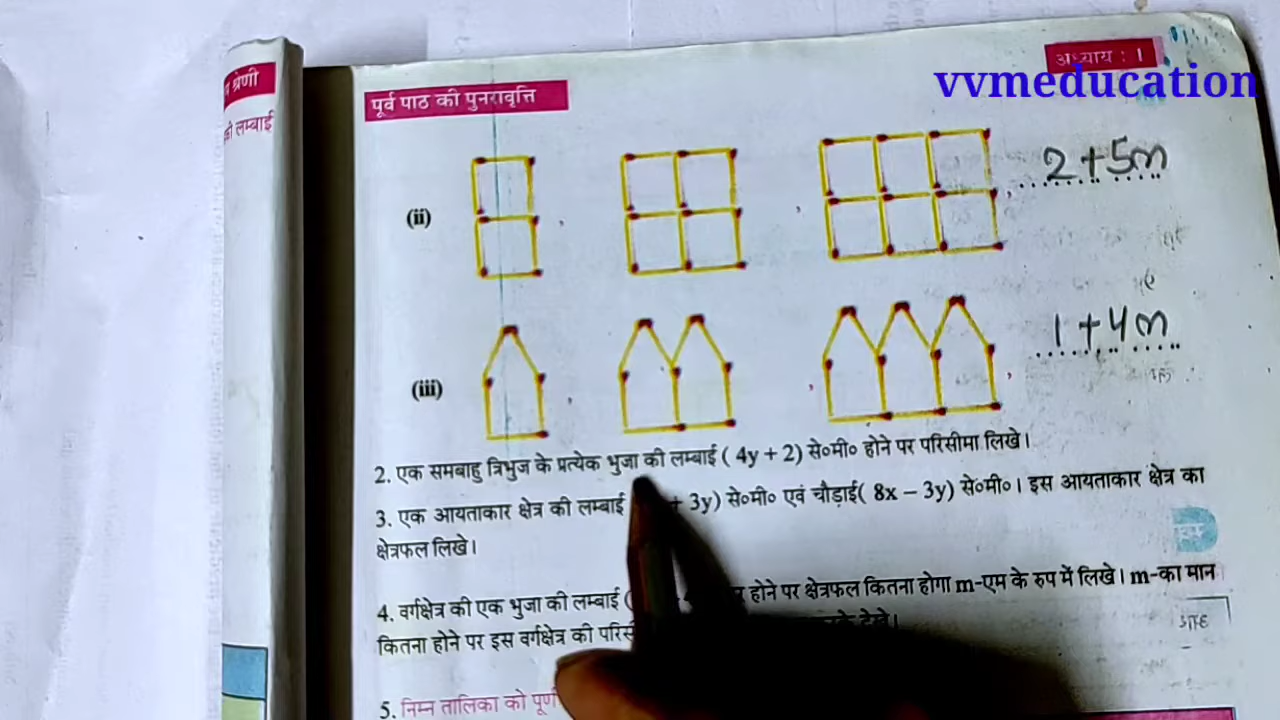 श्रेणी
अध्याय : 1
vvmeducation
की लम्बाई
पूर्व पाठ की पुनरावृत्ति
(ii)
2 + 5m
(iii)
1 + 4m
2. एक समबाहु त्रिभुज के प्रत्येक भुजा की लम्बाई ( 4y + 2) से०मी० होने पर परिसीमा लिखे।
3. एक आयताकार क्षेत्र की लम्बाई + 3y) से०मी० एवं चौड़ाई( 8x – 3y) से०मी०। इस आयताकार क्षेत्र का
क्षेत्रफल लिखे।
4. वर्गक्षेत्र की एक भुजा की लम्बाई ( होने पर क्षेत्रफल कितना होगा m-एम के रुप में लिखे। m-का मान
कितना होने पर इस वर्गक्षेत्र की देखे।
5. निम्न तालिका को